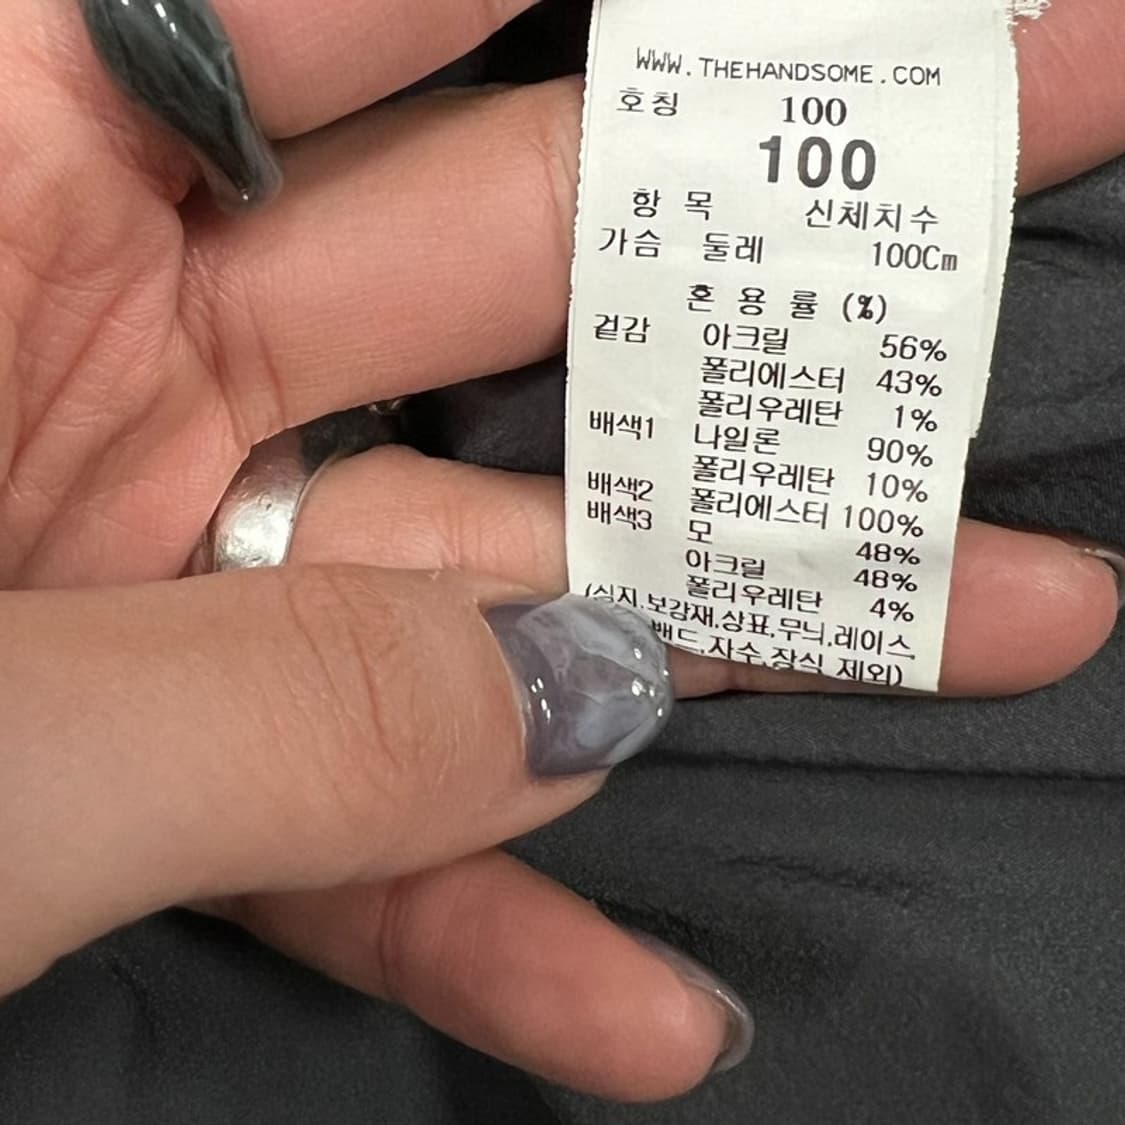 WWW.THEHANDSOME.COM
호칭 100
100
항 목 신체치수
가슴 둘레 100Cm
혼 용 률 (%)
겉감 아크릴 56%
폴리에스터 43%
폴리우레탄 1%
배색1 나일론 90%
폴리우레탄 10%
배색2 폴리에스터 100%
배색3 모 48%
아크릴 48%
폴리우레탄 4%
(심지,보강재,상표,무늬,레이스,
밴드,자수,장식 제외)